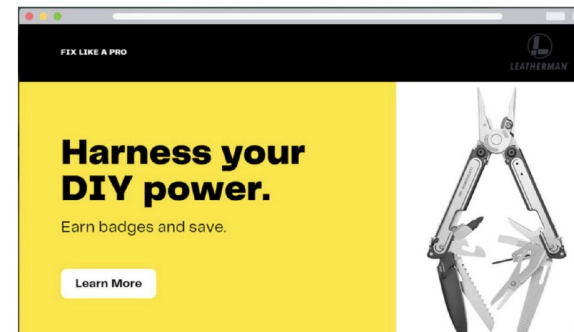 FIX LIKE A PRO
LEATHERMAN
Harness your
DIY power.
Earn badges and save.
Learn More